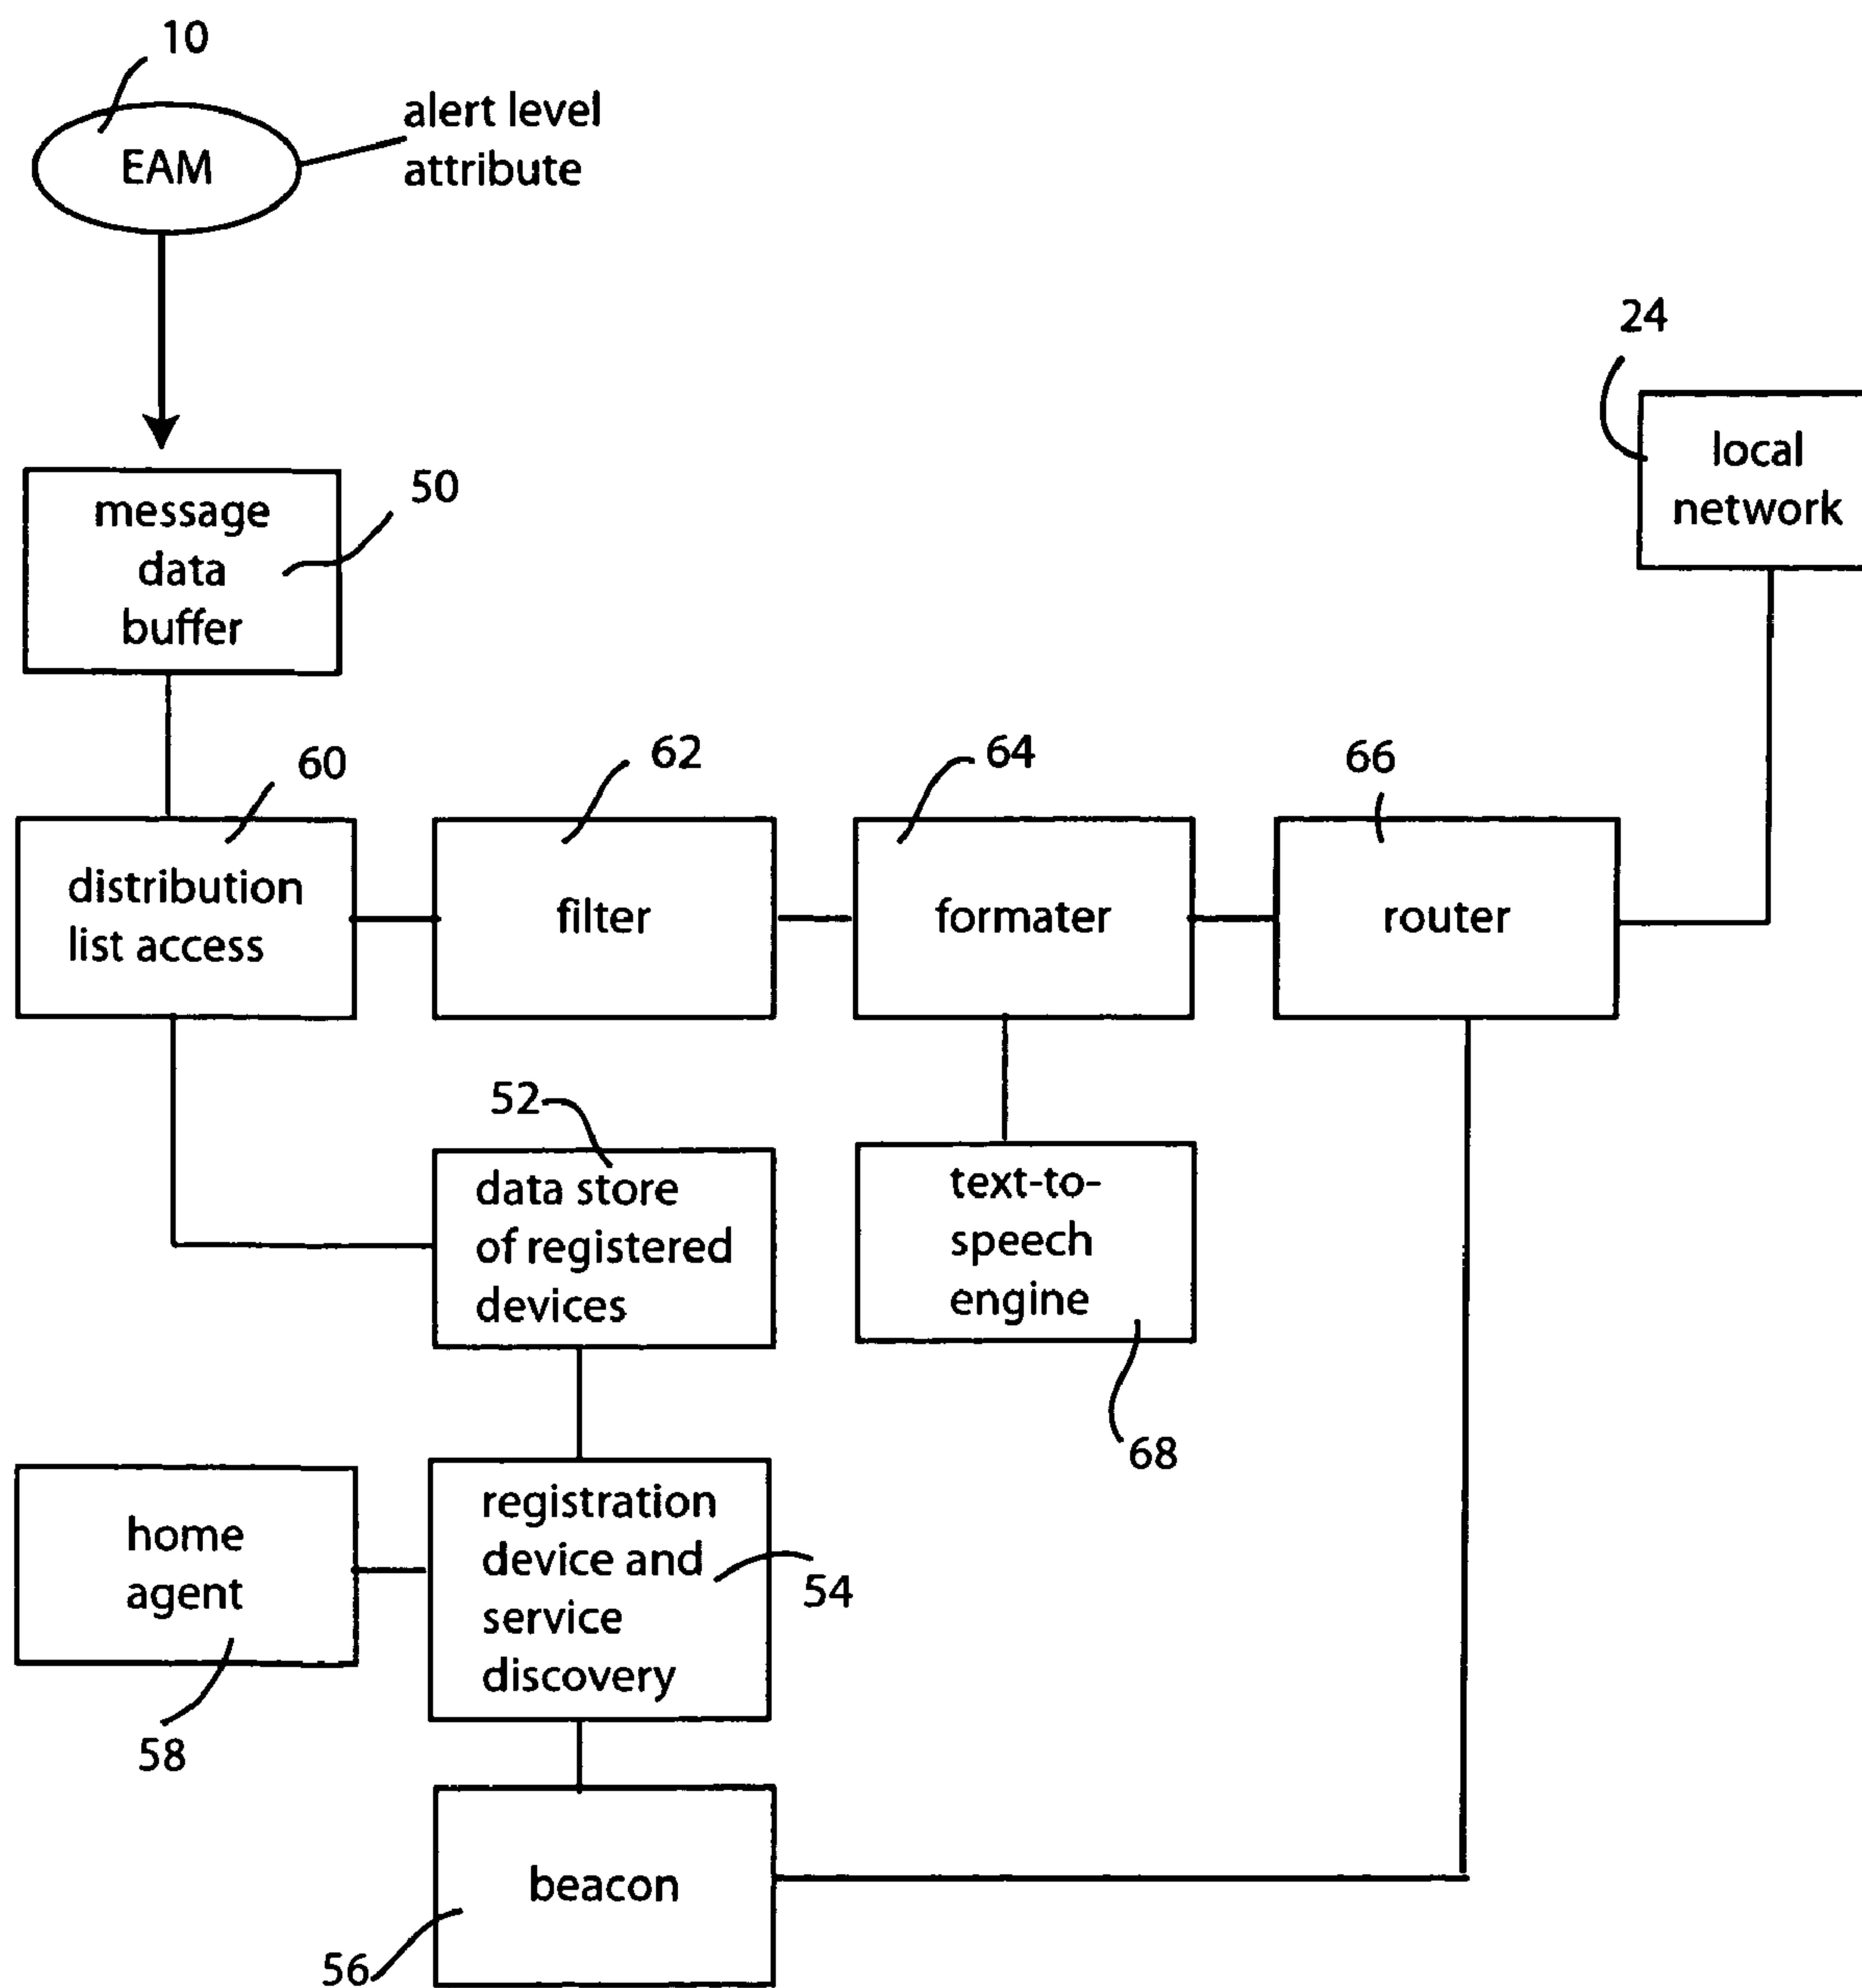 10
alert level
attribute
EAM
24
local
network
50
message
data
buffer
60
62
64
66
distribution
list access
filter
formater
router
52
data store
of registered
devices
text-to-
speech
engine
68
home
agent
58
registration
device and
service
discovery
54
beacon
56